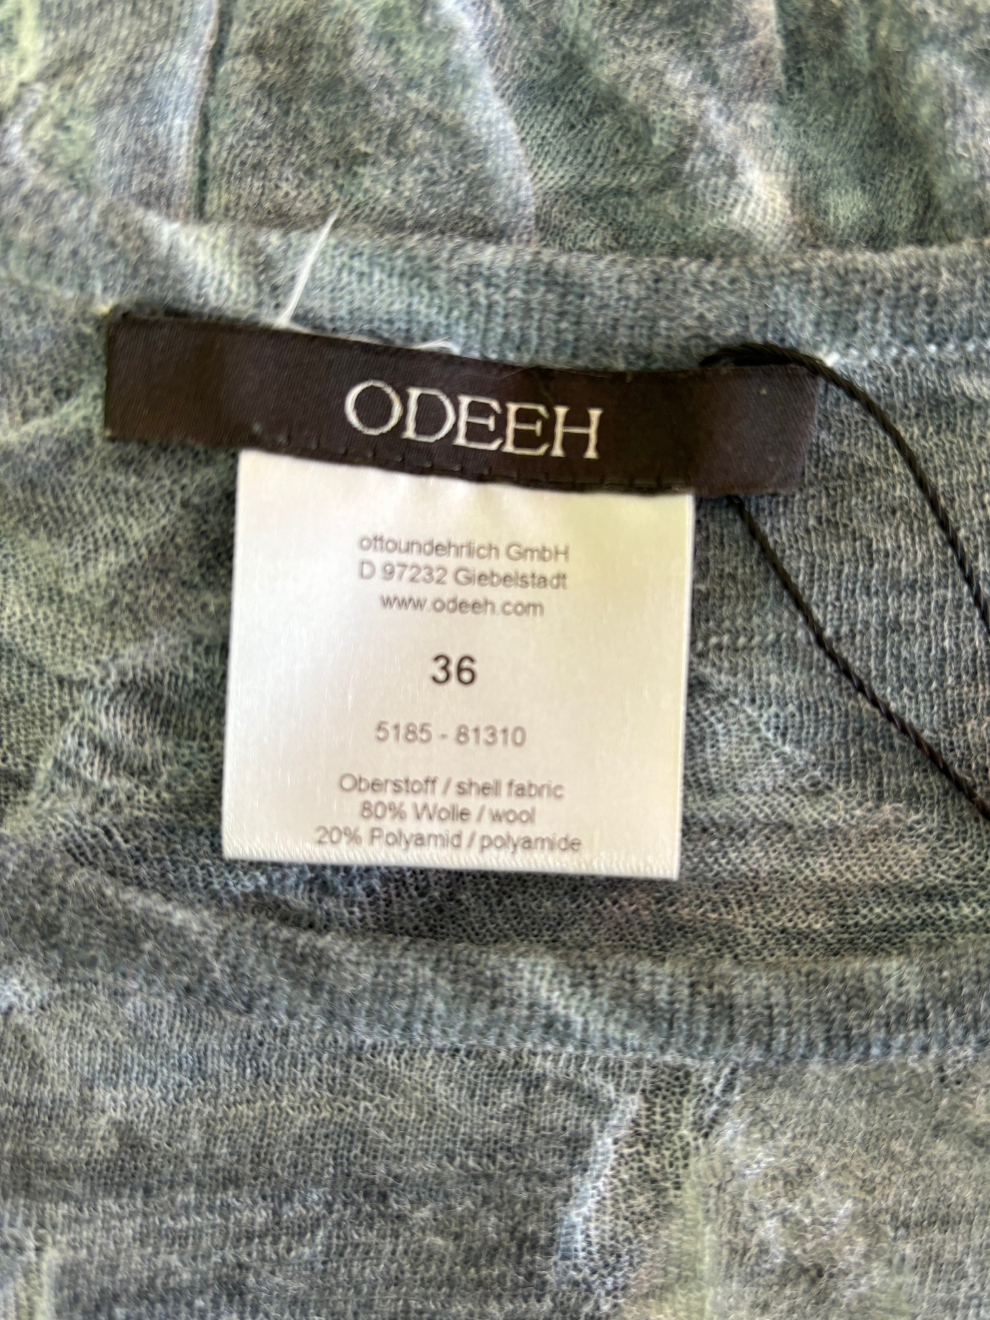 ODEEH
ottoundehrlich GmbH
D 97232 Giebelstadt
www.odeeh.com
36
5185 - 81310
Oberstoff / shell fabric
80% Wolle / wool
20% Polyamid / polyamide